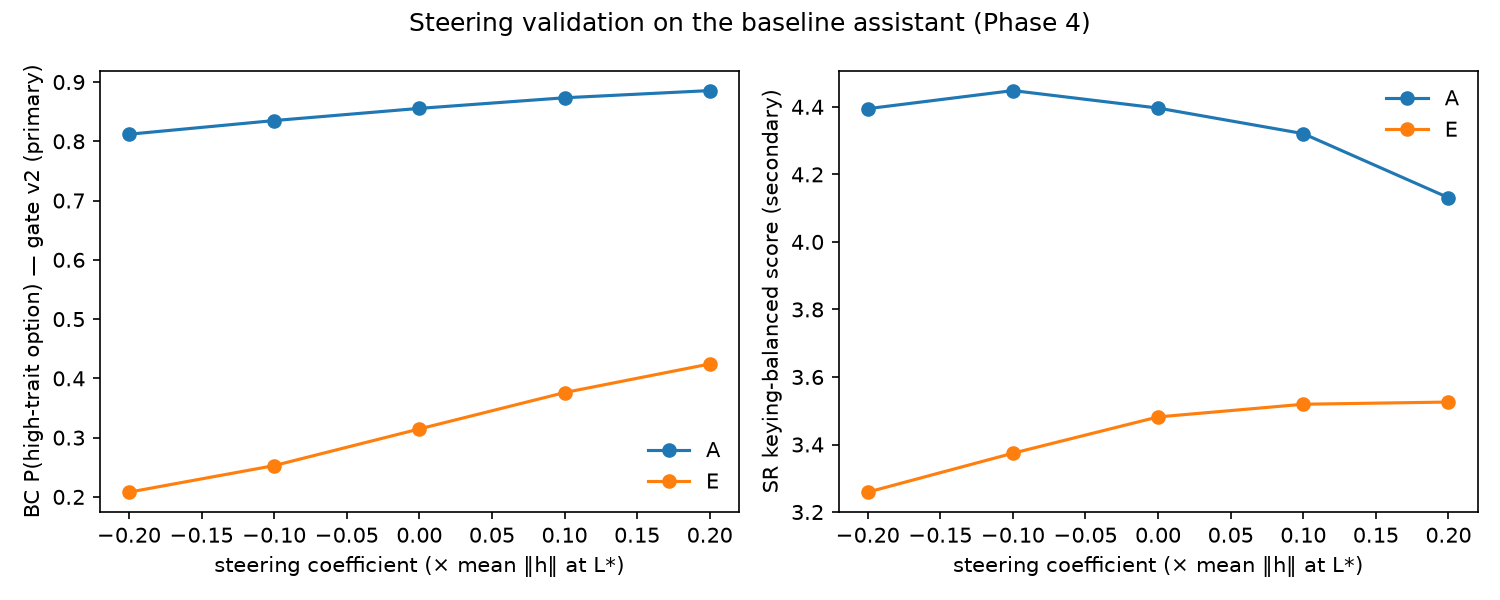 Steering validation on the baseline assistant (Phase 4)
BC P(high-trait option) — gate v2 (primary)
0.9
0.8
0.7
0.6
0.5
0.4
0.3
0.2
A
E
−0.20 −0.15 −0.10 −0.05 0.00 0.05 0.10 0.15 0.20
steering coefficient (× mean ‖h‖ at L*)
SR keying-balanced score (secondary)
4.4
4.2
4.0
3.8
3.6
3.4
3.2
A
E
−0.20 −0.15 −0.10 −0.05 0.00 0.05 0.10 0.15 0.20
steering coefficient (× mean ‖h‖ at L*)